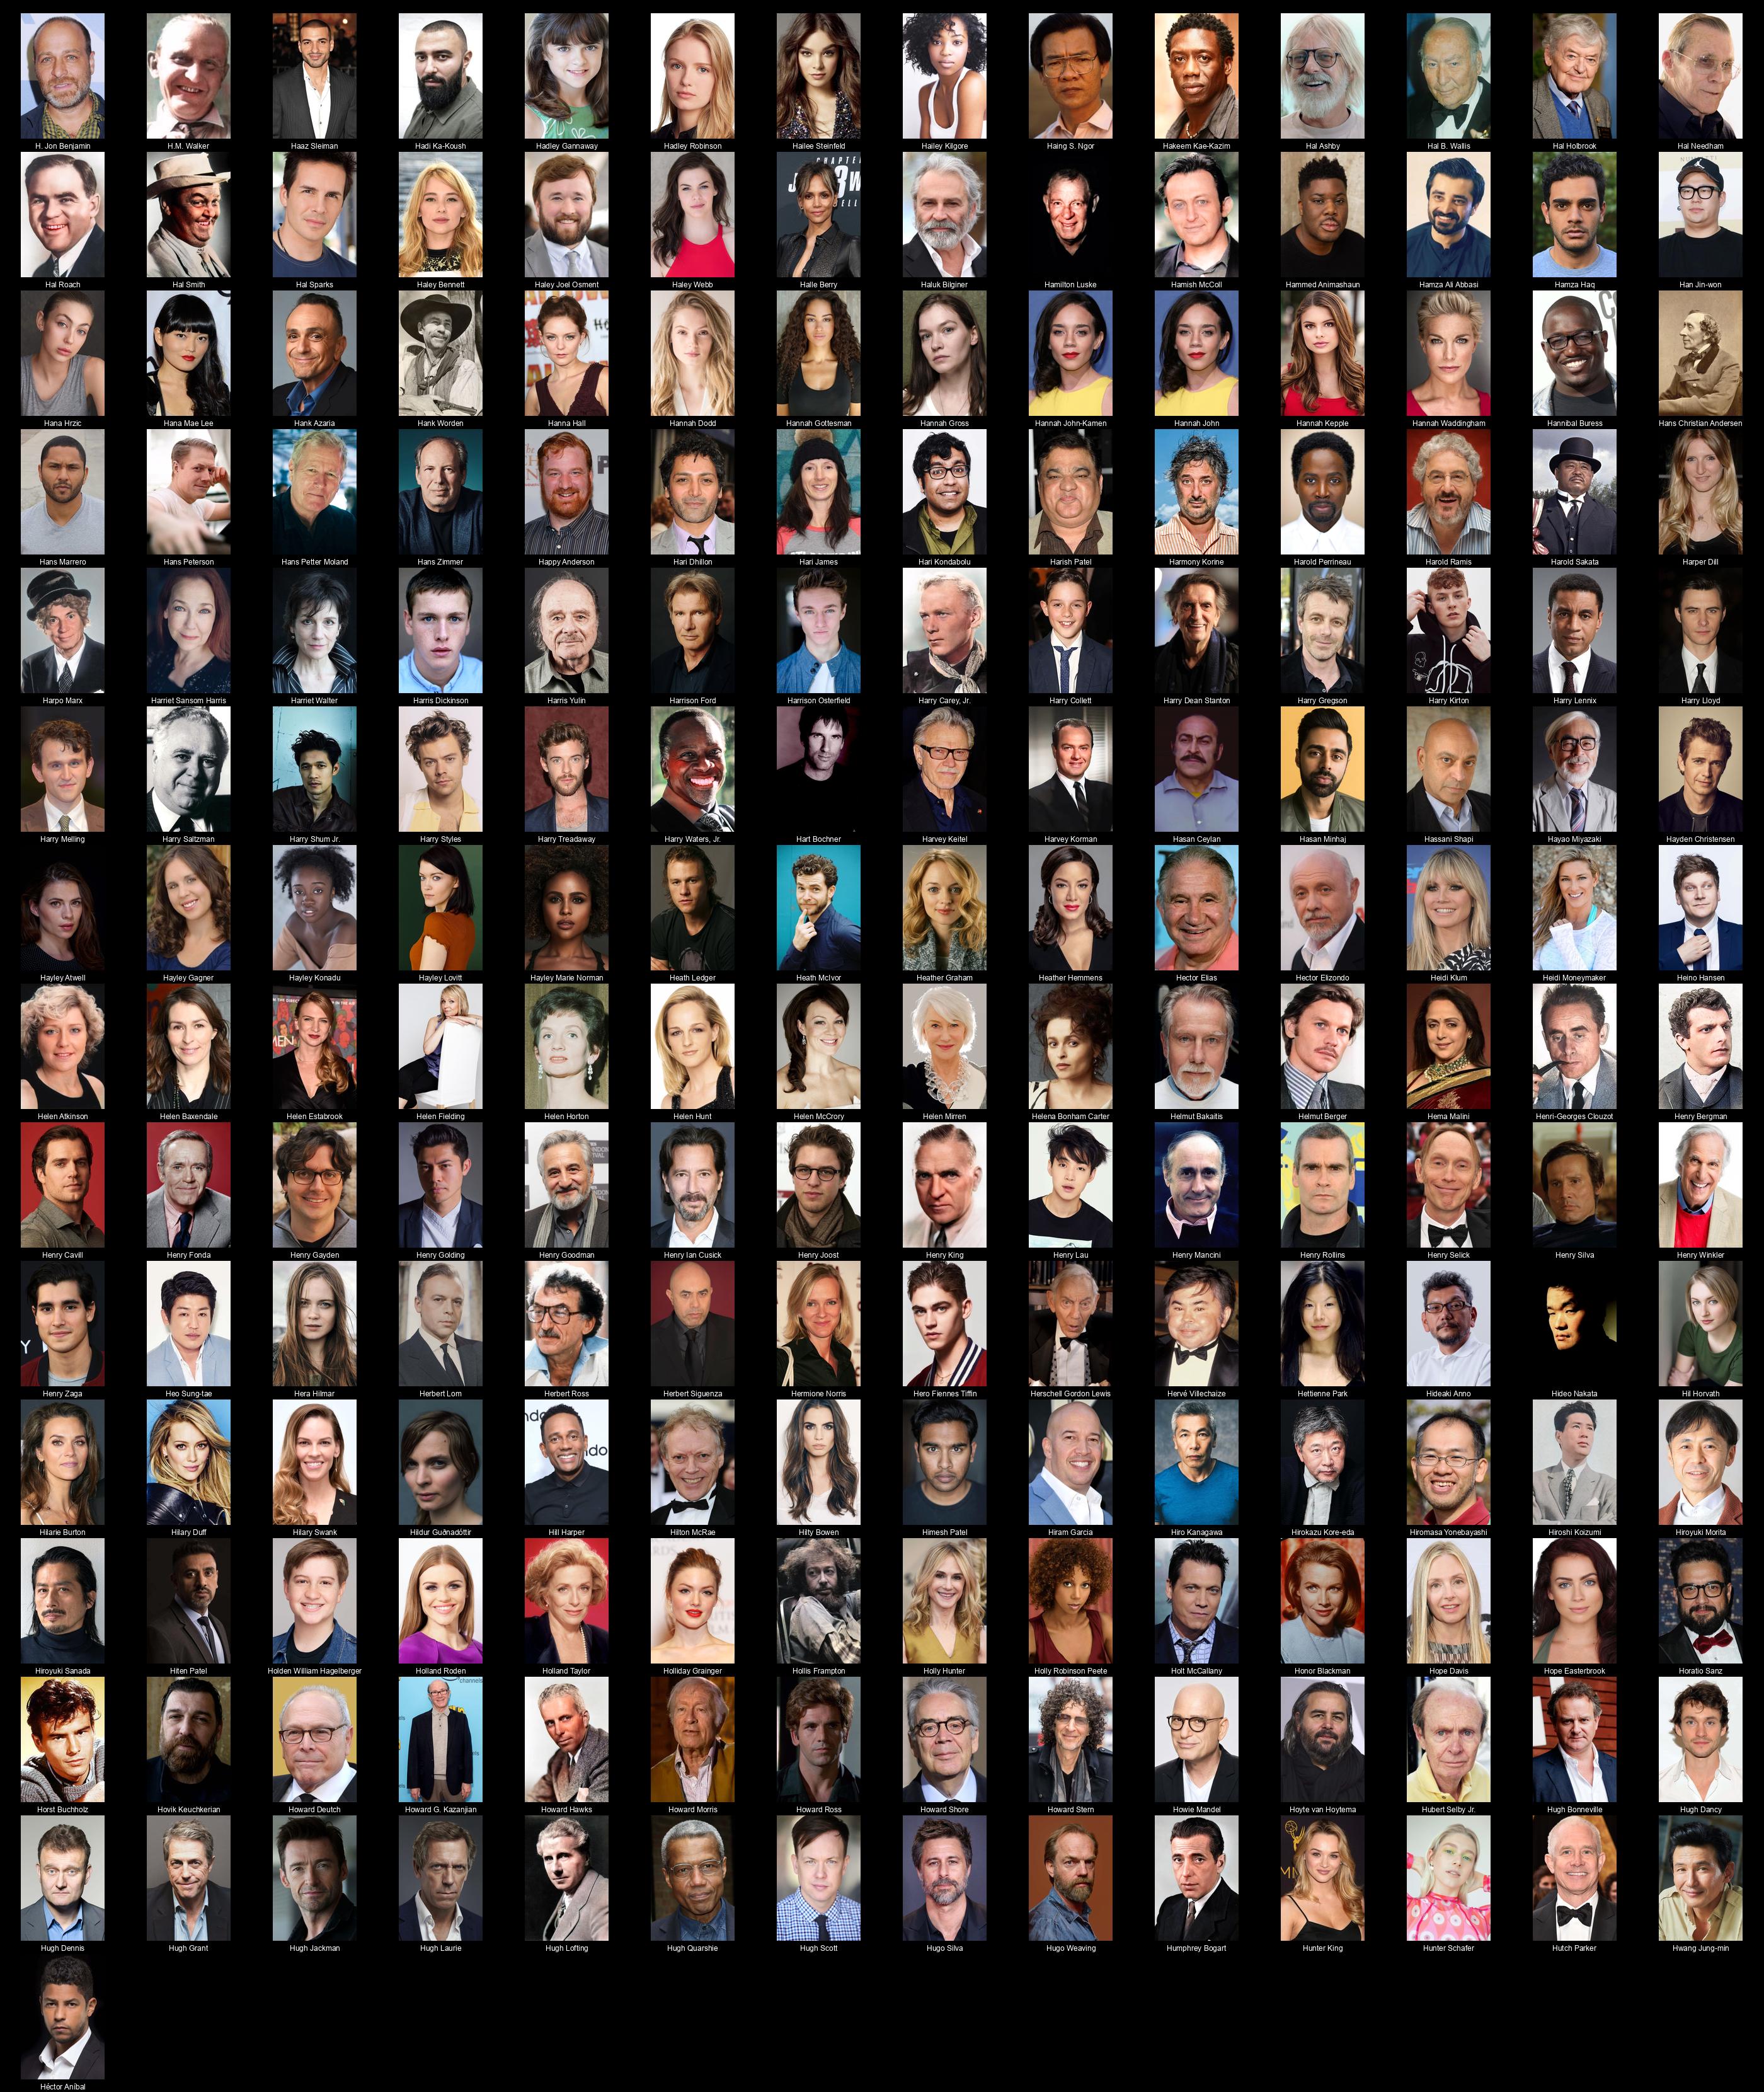 H. Jon Benjamin
H.M. Walker
Haaz Sleiman
Hadi Ka-Koush
Hadley Gannaway
Hadley Robinson
Hailee Steinfeld
Hailey Kilgore
Haing S. Ngor
Hakeem Kae-Kazim
Hal Ashby
Hal B. Wallis
Hal Holbrook
Hal Needham
Hal Roach
Hal Smith
Hal Sparks
Haley Bennett
Haley Joel Osment
Haley Webb
Halle Berry
Haluk Bilginer
Hamilton Luske
Hamish McColl
Hammed Animashaun
Hamza Ali Abbasi
Hamza Haq
Han Jin-won
Hana Hrzic
Hana Mae Lee
Hank Azaria
Hank Worden
Hanna Hall
Hannah Dodd
Hannah Gottesman
Hannah Gross
Hannah John-Kamen
Hannah John
Hannah Kepple
Hannah Waddingham
Hannibal Buress
Hans Christian Andersen
Hans Marrero
Hans Peterson
Hans Petter Moland
Hans Zimmer
Happy Anderson
Hari Dhillon
Hari James
Hari Kondabolu
Harish Patel
Harmony Korine
Harold Perrineau
Harold Ramis
Harold Sakata
Harper Dill
Harpo Marx
Harriet Sansom Harris
Harriet Walter
Harris Dickinson
Harris Yulin
Harrison Ford
Harrison Osterfield
Harry Carey, Jr.
Harry Collett
Harry Dean Stanton
Harry Gregson
Harry Kirton
Harry Lennix
Harry Lloyd
Harry Melling
Harry Saltzman
Harry Shum Jr.
Harry Styles
Harry Treadaway
Harry Waters, Jr.
Hart Bochner
Harvey Keitel
Harvey Korman
Hasan Ceylan
Hasan Minhaj
Hassani Shapi
Hayao Miyazaki
Hayden Christensen
Hayley Atwell
Hayley Gagner
Hayley Konadu
Hayley Lovitt
Hayley Marie Norman
Heath Ledger
Heath McIvor
Heather Graham
Heather Hemmens
Hector Elias
Hector Elizondo
Heidi Klum
Heidi Moneymaker
Heino Hansen
Helen Atkinson
Helen Baxendale
Helen Estabrook
Helen Fielding
Helen Horton
Helen Hunt
Helen McCrory
Helen Mirren
Helena Bonham Carter
Helmut Bakaitis
Helmut Berger
Hema Malini
Henri-Georges Clouzot
Henry Bergman
Henry Cavill
Henry Fonda
Henry Gayden
Henry Golding
Henry Goodman
Henry Ian Cusick
Henry Joost
Henry King
Henry Lau
Henry Mancini
Henry Rollins
Henry Selick
Henry Silva
Henry Winkler
Henry Zaga
Heo Sung-tae
Hera Hilmar
Herbert Lom
Herbert Ross
Herbert Siguenza
Hermione Norris
Hero Fiennes Tiffin
Herschell Gordon Lewis
Hervé Villechaize
Hettienne Park
Hideaki Anno
Hideo Nakata
Hil Horvath
Hilarie Burton
Hilary Duff
Hilary Swank
Hildur Guðnadóttir
Hill Harper
Hilton McRae
Hilty Bowen
Himesh Patel
Hiram Garcia
Hiro Kanagawa
Hirokazu Kore-eda
Hiromasa Yonebayashi
Hiroshi Koizumi
Hiroyuki Morita
Hiroyuki Sanada
Hiten Patel
Holden William Hagelberger
Holland Roden
Holland Taylor
Holliday Grainger
Hollis Frampton
Holly Hunter
Holly Robinson Peete
Holt McCallany
Honor Blackman
Hope Davis
Hope Easterbrook
Horatio Sanz
Horst Buchholz
Hovik Keuchkerian
Howard Deutch
Howard G. Kazanjian
Howard Hawks
Howard Morris
Howard Ross
Howard Shore
Howard Stern
Howie Mandel
Hoyte van Hoytema
Hubert Selby Jr.
Hugh Bonneville
Hugh Dancy
Hugh Dennis
Hugh Grant
Hugh Jackman
Hugh Laurie
Hugh Lofting
Hugh Quarshie
Hugh Scott
Hugo Silva
Hugo Weaving
Humphrey Bogart
Hunter King
Hunter Schafer
Hutch Parker
Hwang Jung-min
Héctor Aníbal